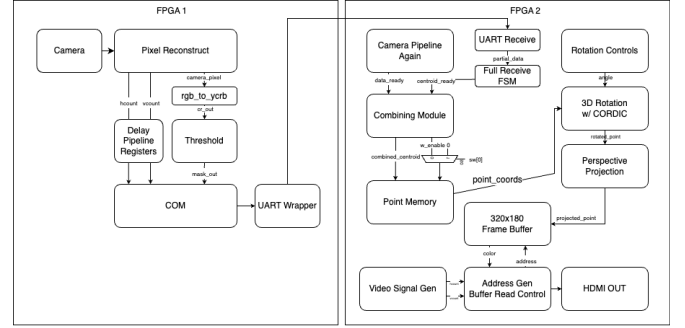 FPGA 1
Camera
Pixel Reconstruct
camera_pixel
hcount
vcount
rgb_to_ycrb
cr_out
Delay
Pipeline
Registers
Threshold
mask_out
COM
UART Wrapper
FPGA 2
Camera Pipeline
Again
UART Receive
partial_data
Full Receive
FSM
data_ready
centroid_ready
Combining Module
w_enable 0
combined_centroid
sw[0]
Point Memory
point_coords
Rotation Controls
angle
3D Rotation
w/ CORDIC
rotated_point
Perspective
Projection
projected_point
320x180
Frame Buffer
color
address
Video Signal Gen
Address Gen
Buffer Read Control
HDMI OUT